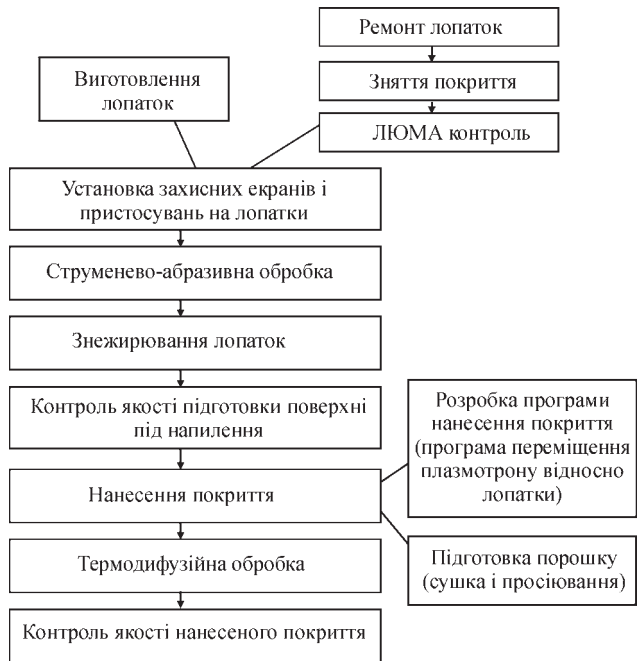 Ремонт лопаток
Зняття покриття
ЛЮМА контроль
Виготовлення
лопаток
Установка захисних екранів і
пристосувань на лопатки
Струменево-абразивна обробка
Знежирювання лопаток
Контроль якості підготовки поверхні
під напилення
Нанесення покриття
Розробка програми
нанесення покриття
(програма переміщення
плазмотрону відносно
лопатки)
Підготовка порошку
(сушка і просіювання)
Термодифузійна обробка
Контроль якості нанесеного покриття